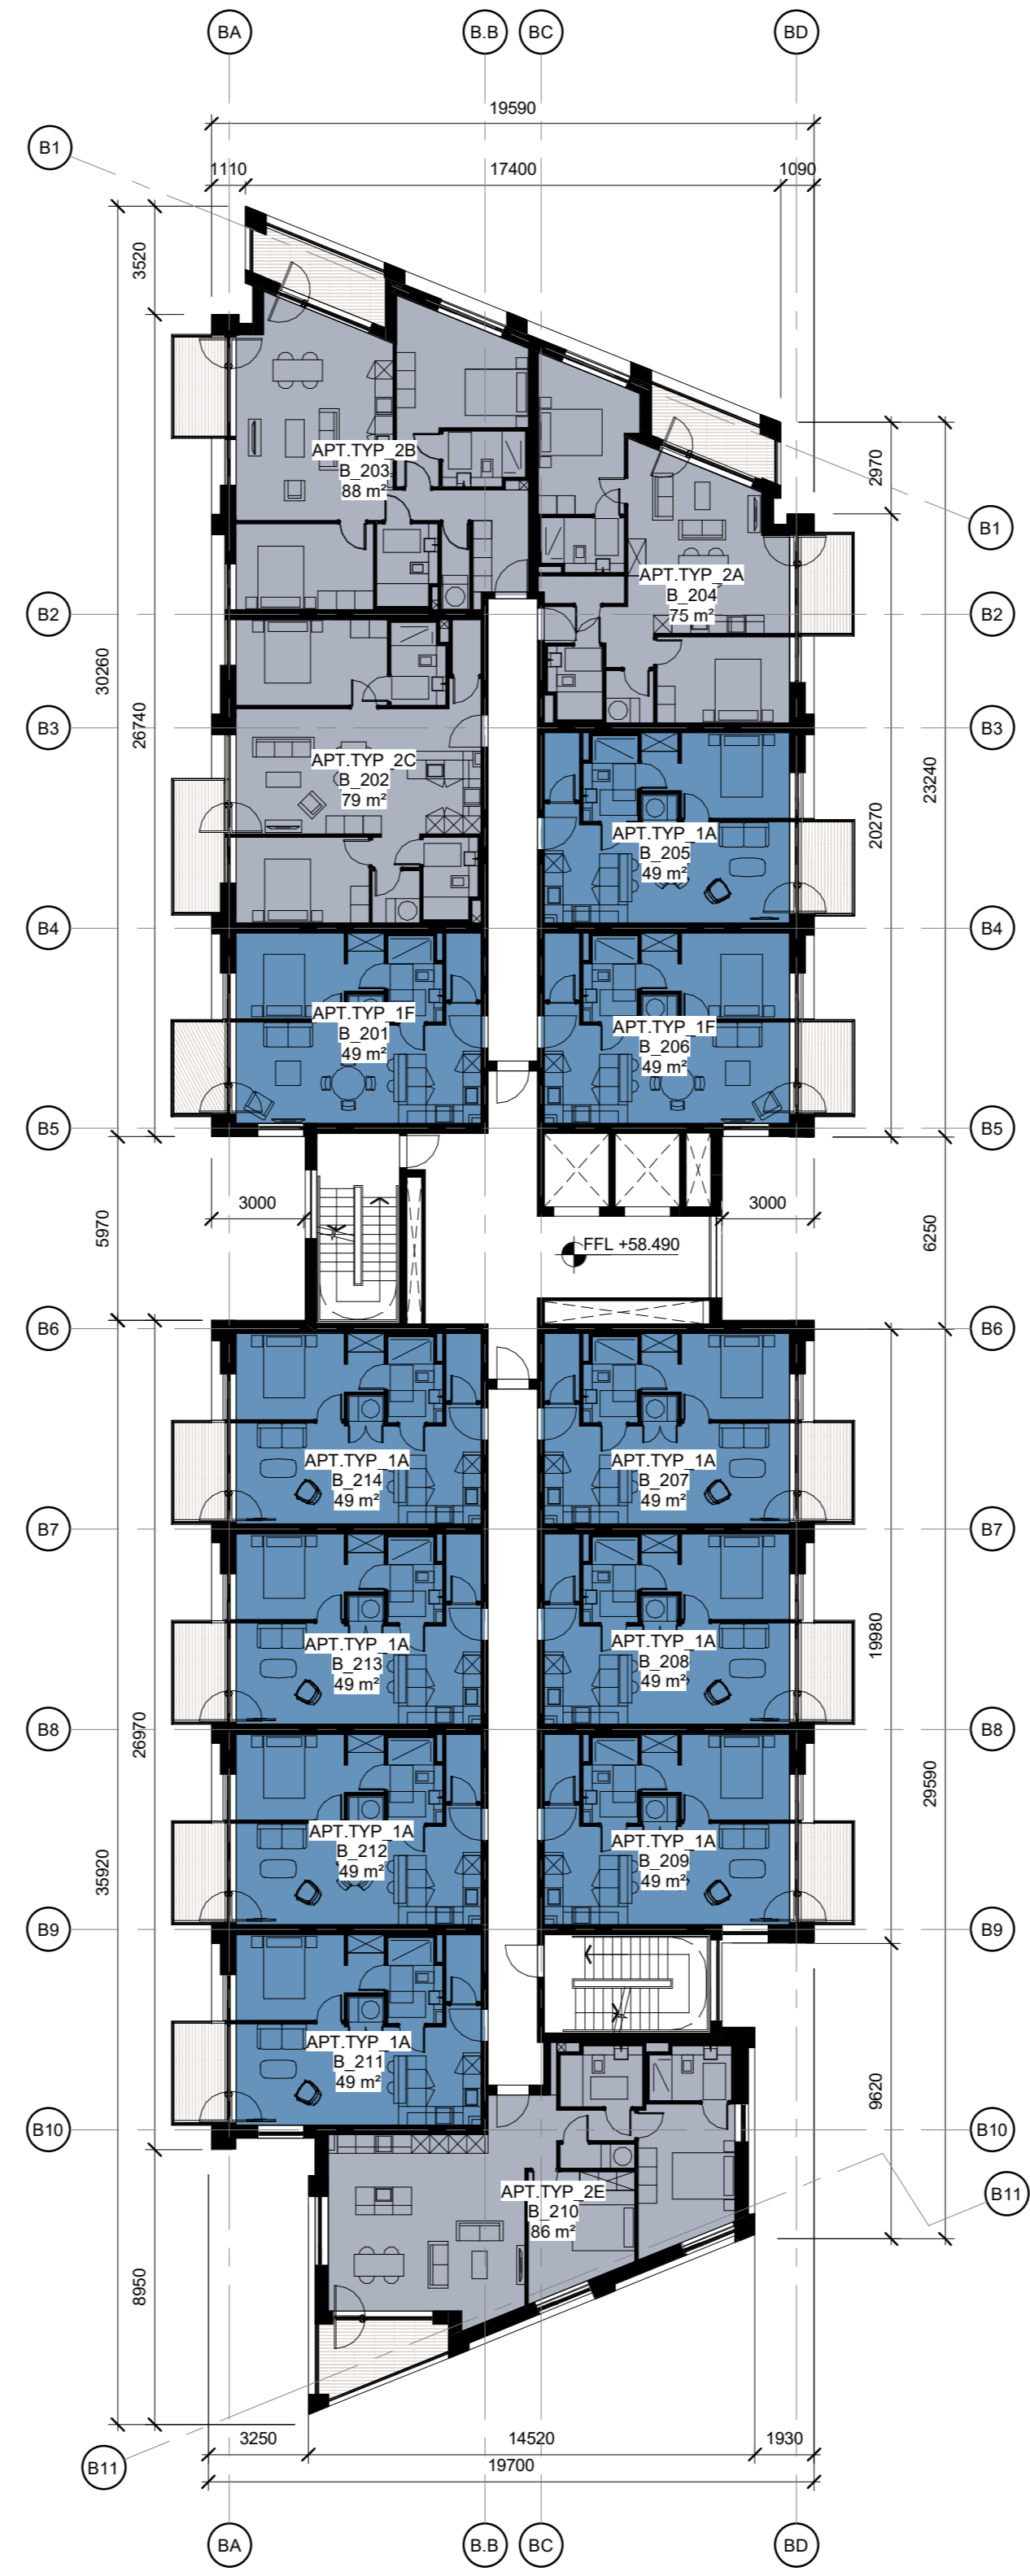 BA
B.B
BC
BD
19590
B1
1110
17400
1090
3520
APT.TYP_2B
B_203
88 m²
2970
B1
APT.TYP_2A
B_204
75 m²
B2
B2
30260
26740
B3
B3
APT.TYP_2C
B_202
79 m²
23240
20270
APT.TYP_1A
B_205
49 m²
B4
B4
APT.TYP_1F
B_201
49 m²
APT.TYP_1F
B_206
49 m²
B5
B5
3000
3000
5970
6250
FFL +58.490
B6
B6
APT.TYP_1A
B_214
49 m²
APT.TYP_1A
B_207
49 m²
B7
B7
APT.TYP_1A
B_213
49 m²
APT.TYP_1A
B_208
49 m²
19980
B8
B8
26970
29590
APT.TYP_1A
B_212
49 m²
APT.TYP_1A
B_209
49 m²
35920
B9
B9
APT.TYP_1A
B_211
49 m²
9620
B10
B10
APT.TYP_2E
B_210
86 m²
B11
8950
3250
14520
1930
B11
19700
BA
B.B
BC
BD